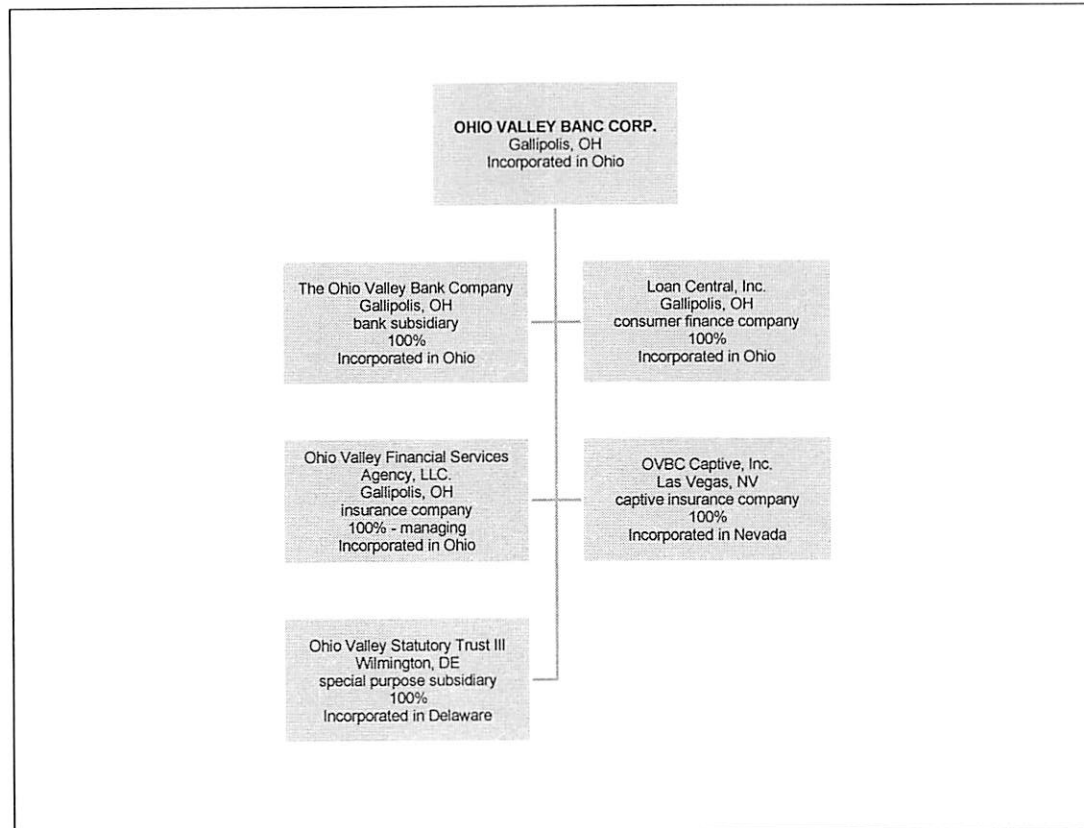 OHIO VALLEY BANC CORP.
Gallipolis, OH
Incorporated in Ohio
The Ohio Valley Bank Company
Gallipolis, OH
bank subsidiary
100%
Incorporated in Ohio
Loan Central, Inc.
Gallipolis, OH
consumer finance company
100%
Incorporated in Ohio
Ohio Valley Financial Services
Agency, LLC.
Gallipolis, OH
insurance company
100% - managing
Incorporated in Ohio
OVBC Captive, Inc.
Las Vegas, NV
captive insurance company
100%
Incorporated in Nevada
Ohio Valley Statutory Trust III
Wilmington, DE
special purpose subsidiary
100%
Incorporated in Delaware